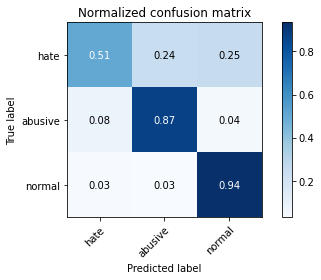 Normalized confusion matrix
True label
hate 0.51 0.24 0.25
abusive 0.08 0.87 0.04
normal 0.03 0.03 0.94
hate abusive normal
Predicted label
0.8
0.6
0.4
0.2